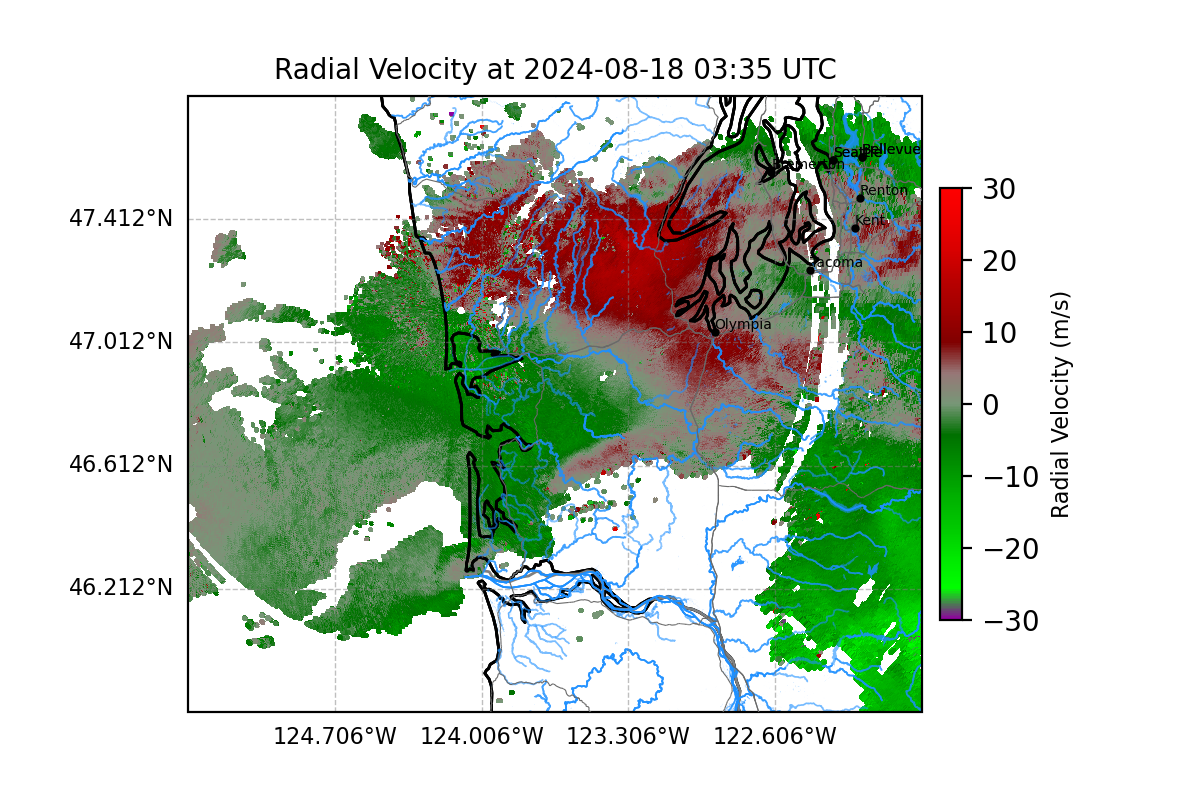 Radial Velocity at 2024-08-18 03:35 UTC
Seattle
Bellevue
Bremerton
Renton
Kent
Tacoma
Olympia
47.412°N
47.012°N
46.612°N
46.212°N
124.706°W
124.006°W
123.306°W
122.606°W
30
20
10
0
−10
−20
−30
Radial Velocity (m/s)